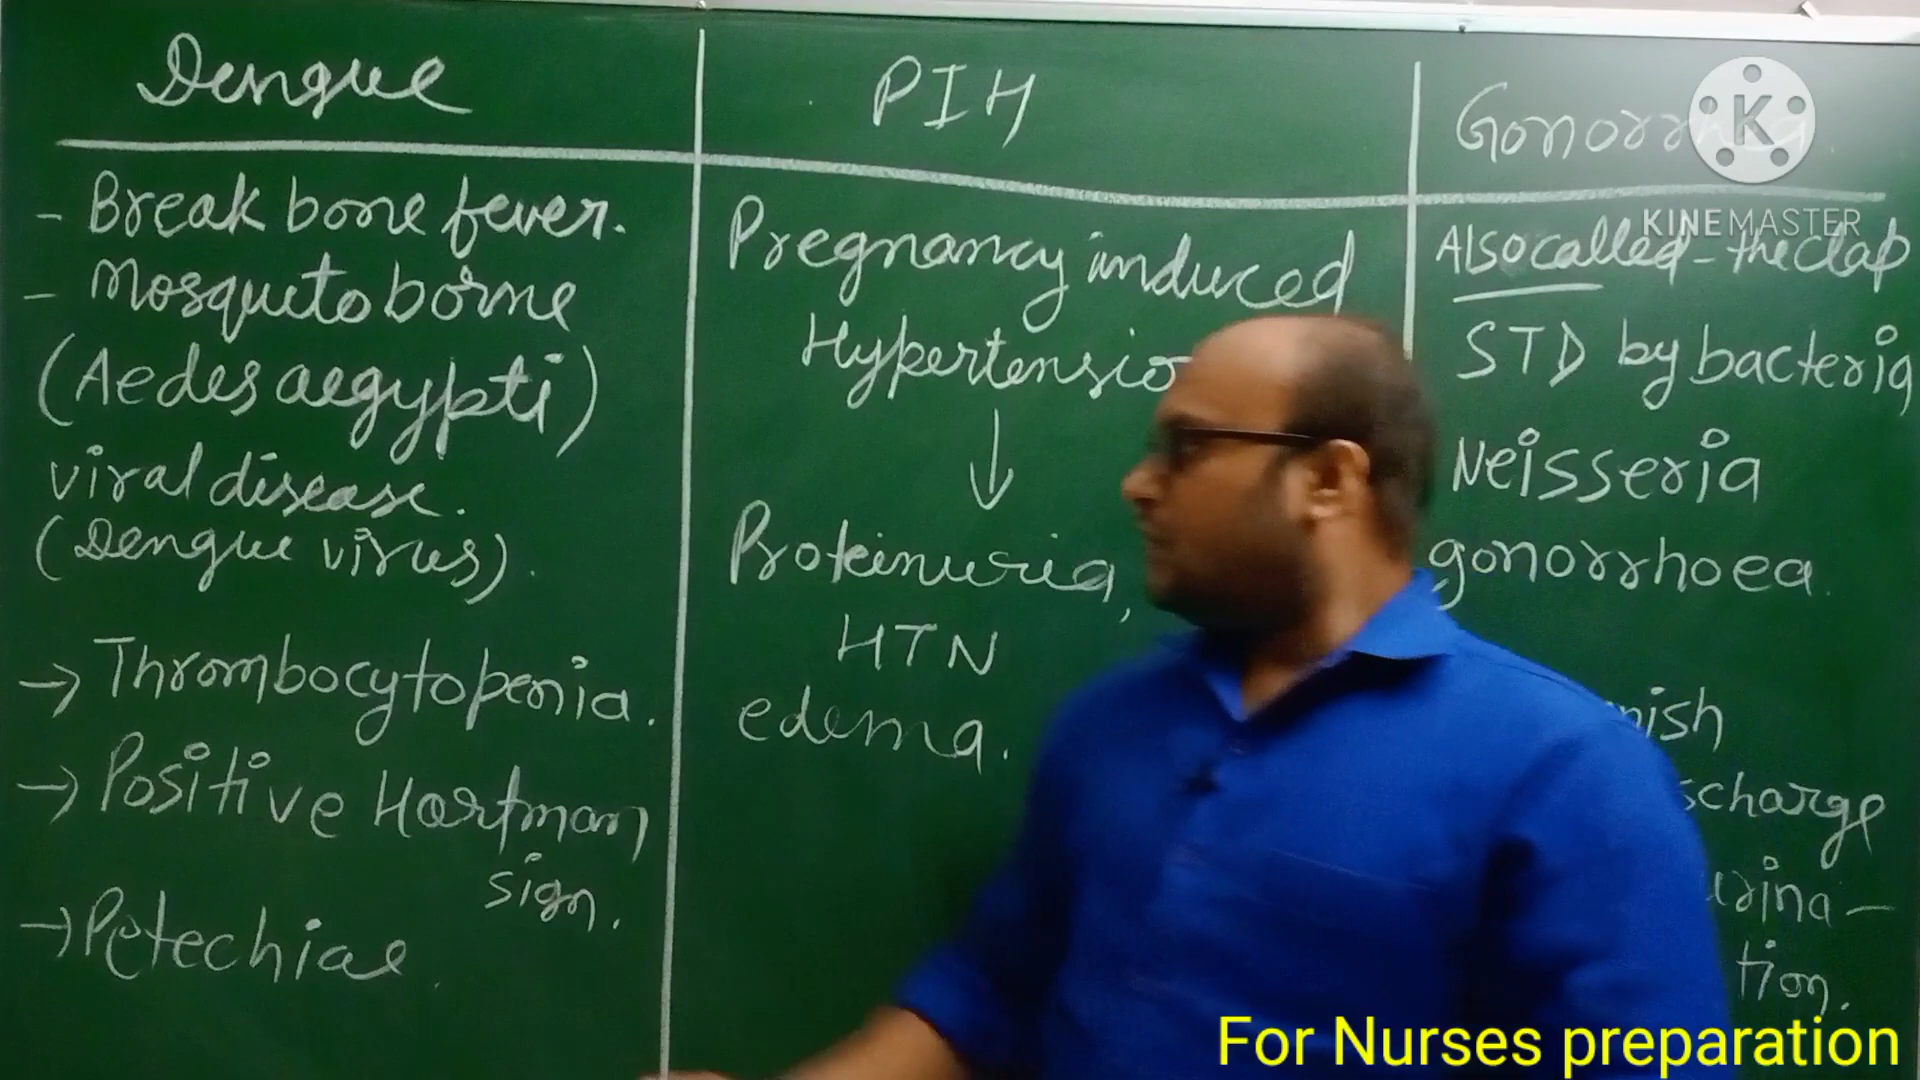 Dengue
- Break bone fever.
- Mosquito borne
(Aedes aegypti)
viral disease.
(Dengue virus).
→ Thrombocytopenia.
→ Positive Hartman
sign.
→ Petechiae.
PIH
Pregnancy induced
Hypertensio
↓
Proteinuria,
HTN
edema.
Also called - the clap
STD by bacteria
Neisseria
gonorrhoea.
nish
scharge
urina-
tion.
K
KINEMASTER
For Nurses preparation